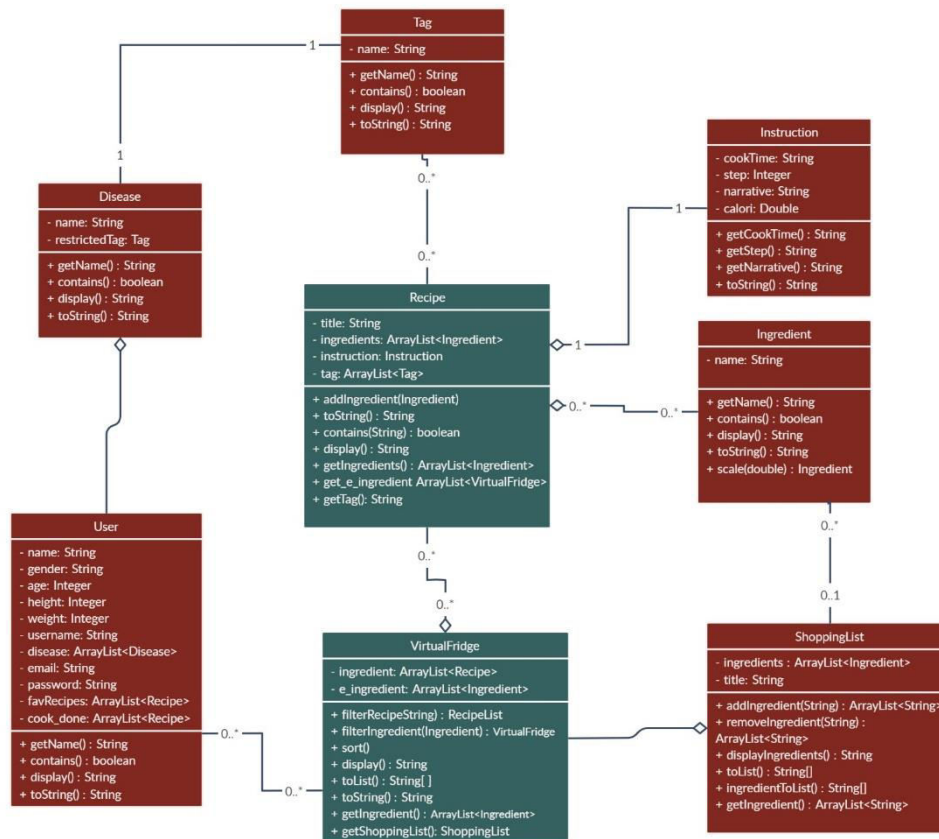 Tag
- name: String
+ getName() : String
+ contains() : boolean
+ display() : String
+ toString() : String
1
1
0..*
0..*
Disease
- name: String
- restrictedTag: Tag
+ getName() : String
+ contains() : boolean
+ display() : String
+ toString() : String
Instruction
- cookTime: String
- step: Integer
- narrative: String
- calori: Double
+ getCookTime() : String
+ getStep() : String
+ getNarrative() : String
+ toString() : String
1
1
Recipe
- title: String
- ingredients: ArrayList<Ingredient>
- instruction: Instruction
- tag: ArrayList<Tag>
+ addIngredient(Ingredient)
+ toString() : String
+ contains(String) : boolean
+ display() : String
+ getIngredients() : ArrayList<Ingredient>
+ get_e_ingredient ArrayList<VirtualFridge>
+ getTag(): String
0..*
0..*
Ingredient
- name: String
+ getName() : String
+ contains() : boolean
+ display() : String
+ toString() : String
+ scale(double) : Ingredient
0..*
0..1
0..*
0..*
User
- name: String
- gender: String
- age: Integer
- height: Integer
- weight: Integer
- username: String
- disease: ArrayList<Disease>
- email: String
- password: String
- favRecipes: ArrayList<Recipe>
- cook_done: ArrayList<Recipe>
+ getName() : String
+ contains() : boolean
+ display() : String
+ toString() : String
0..*
0..*
VirtualFridge
- ingredient: ArrayList<Recipe>
- e_ingredient: ArrayList<Ingredient>
+ filterRecipeString) : RecipeList
+ filterIngredient(Ingredient) : VirtualFridge
+ sort()
+ display() : String
+ toList() : String[ ]
+ toString() : String
+ getIngredient() : ArrayList<Ingredient>
+ getShoppingList(): ShoppingList
ShoppingList
- ingredients : ArrayList<Ingredient>
- title: String
+ addIngredient(String) : ArrayList<String>
+ removeIngredient(String) :
ArrayList<String>
+ displayIngredients() : String
+ toList() : String[]
+ ingredientToList() : String[]
+ getIngredient() : ArrayList<String>